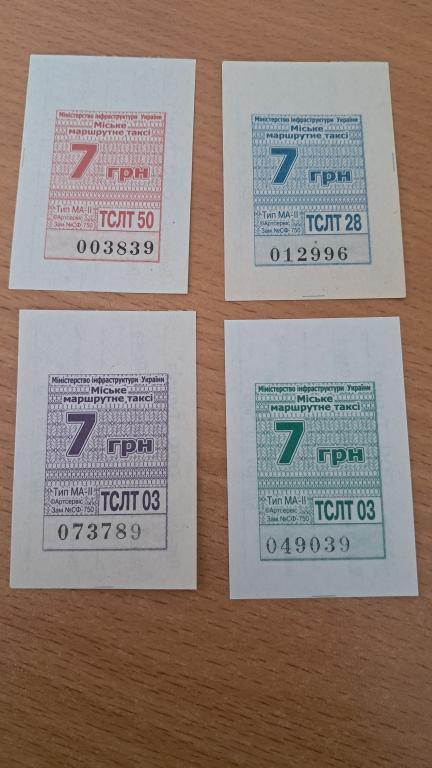 Міністерство інфраструктури України
Міське
маршрутне таксі
7 грн
Тип МА-ІІ
©Артсервіс
Зам.№СФ-750
ТСЛТ 50
003839
Міністерство інфраструктури України
Міське
маршрутне таксі
7 грн
Тип МА-ІІ
©Артсервіс
Зам.№СФ-750
ТСЛТ 28
012996
Міністерство інфраструктури України
Міське
маршрутне таксі
7 грн
Тип МА-ІІ
©Артсервіс
Зам.№СФ-750
ТСЛТ 03
073789
Міністерство інфраструктури України
Міське
маршрутне таксі
7 грн
Тип МА-ІІ
©Артсервіс
Зам.№СФ-750
ТСЛТ 03
049039